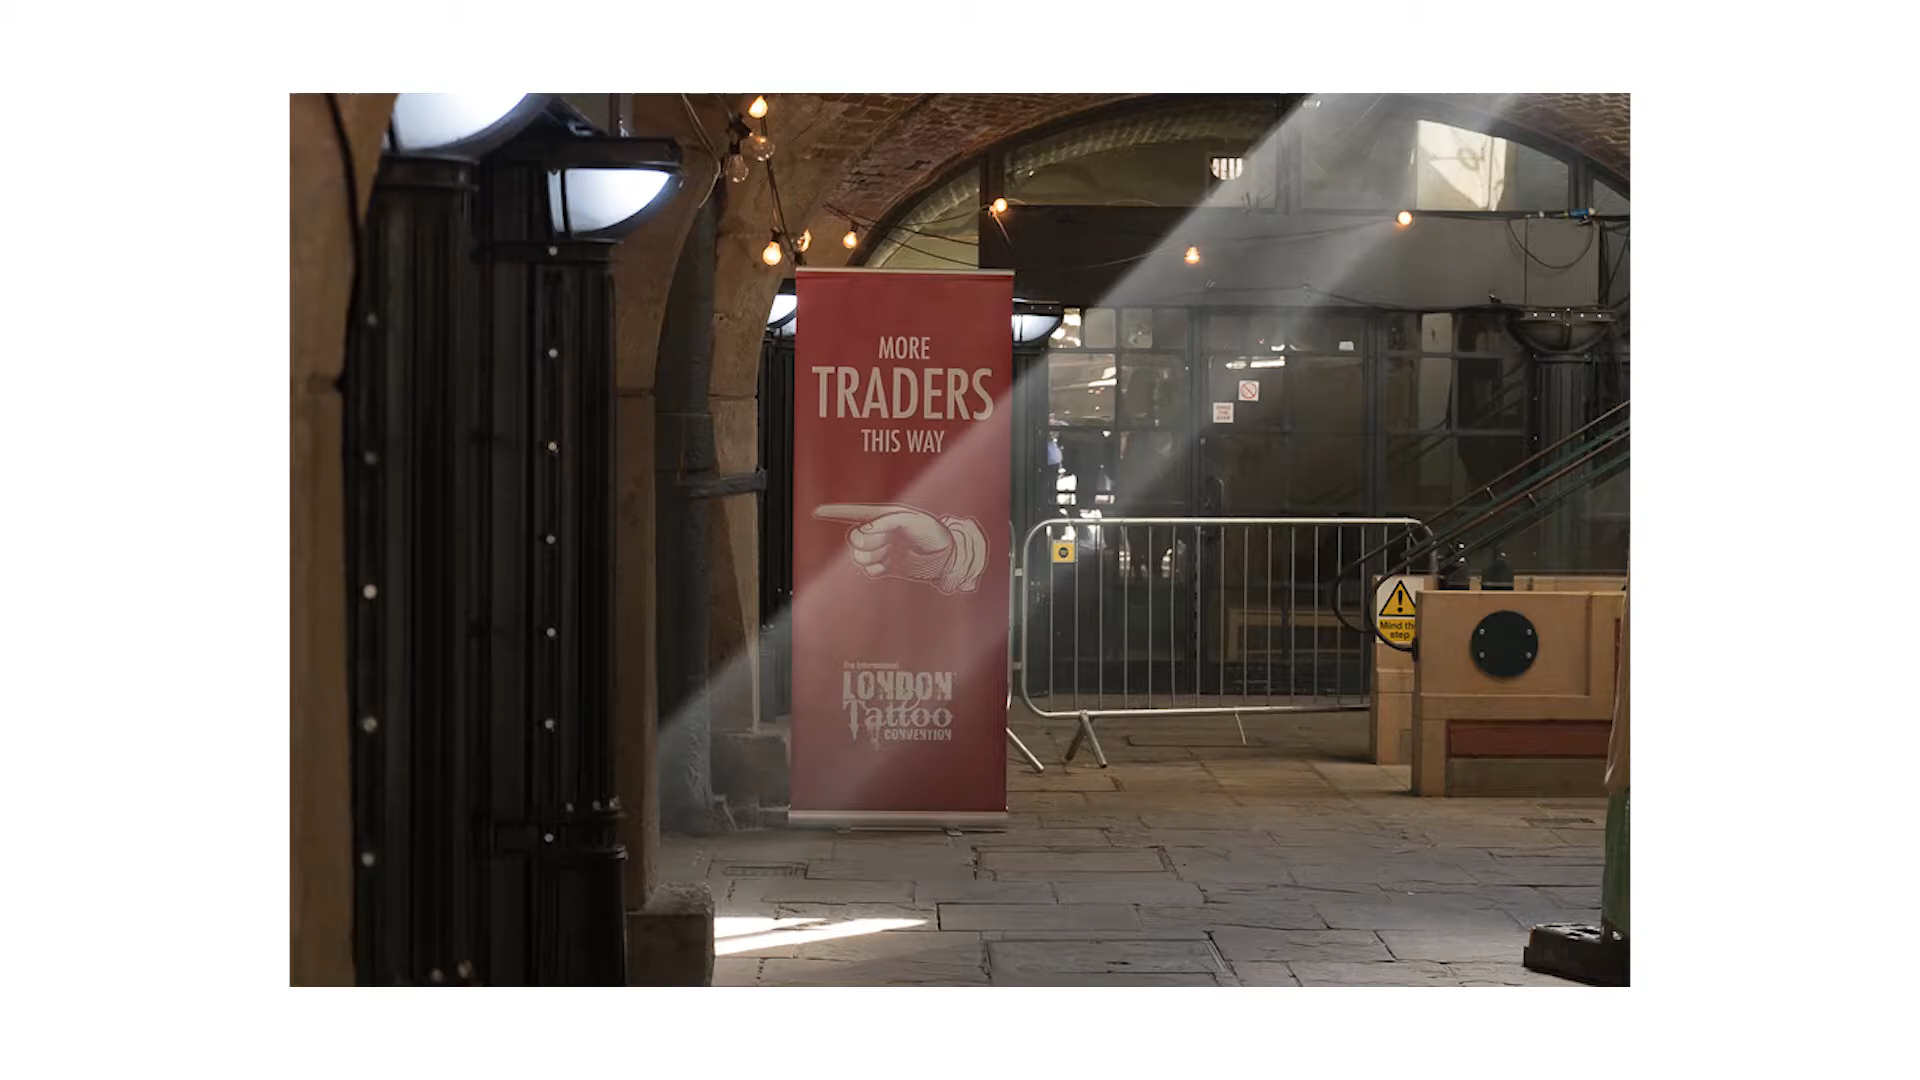 MORE
TRADERS
THIS WAY
The International
LONDON
Tattoo
CONVENTION
Mind the
step